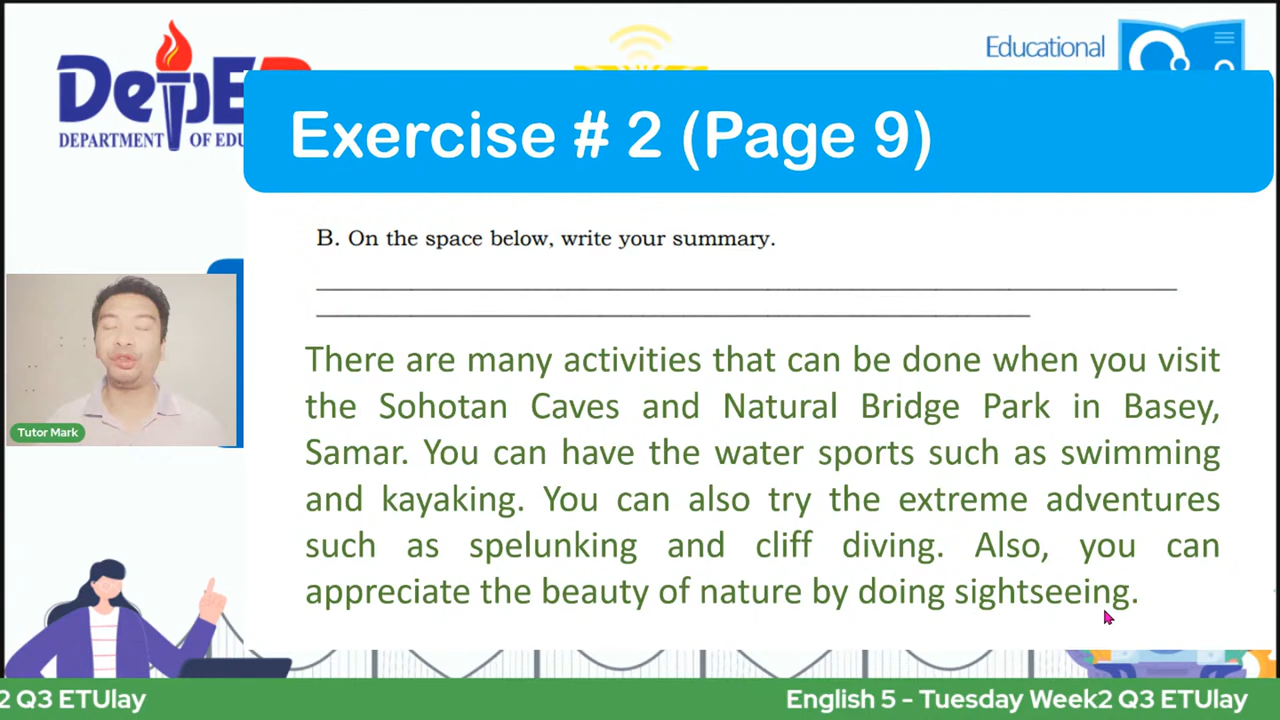 DepED
DEPARTMENT OF EDU
Educational
Exercise # 2 (Page 9)
B. On the space below, write your summary.
There are many activities that can be done when you visit
the Sohotan Caves and Natural Bridge Park in Basey,
Samar. You can have the water sports such as swimming
and kayaking. You can also try the extreme adventures
such as spelunking and cliff diving. Also, you can
appreciate the beauty of nature by doing sightseeing.
Tutor Mark
2 Q3 ETUlay
English 5 - Tuesday Week2 Q3 ETUlay